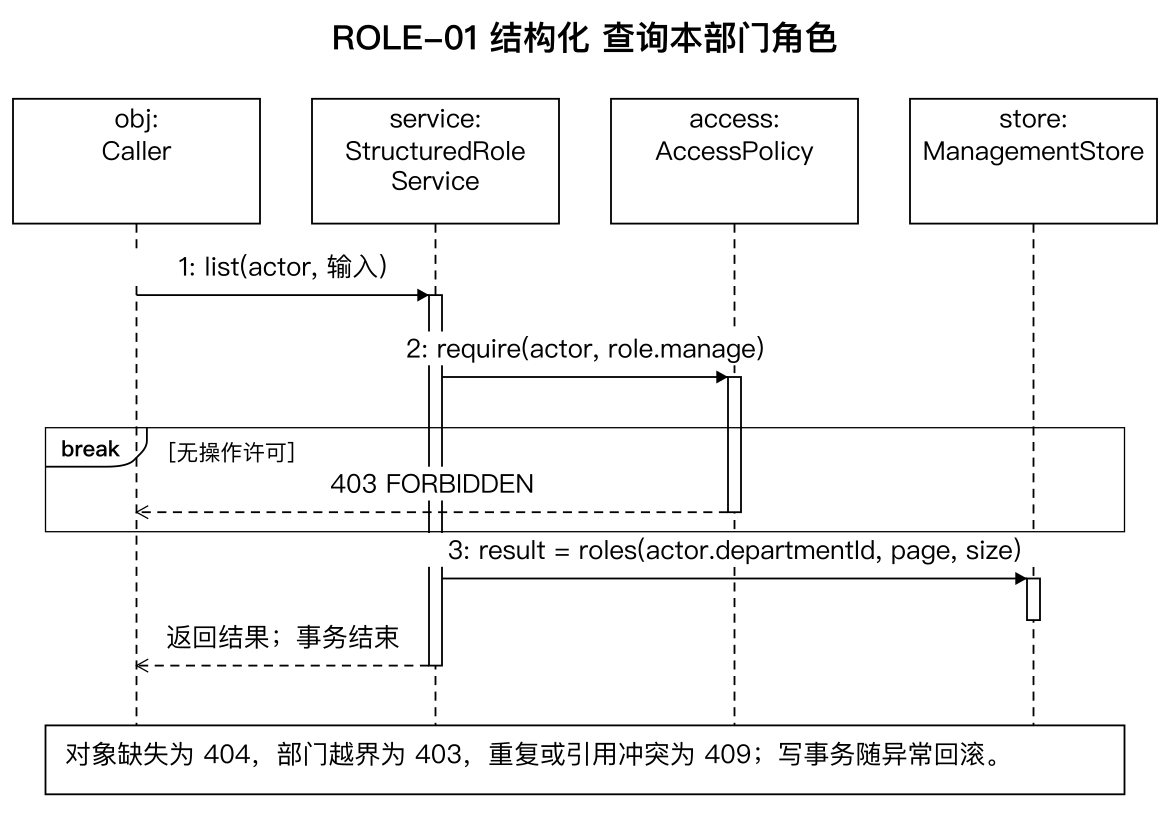 ROLE-01 结构化 查询本部门角色
obj:
Caller
service:
StructuredRole
Service
access:
AccessPolicy
store:
ManagementStore
1: list(actor, 输入)
2: require(actor, role.manage)
break
[无操作许可]
403 FORBIDDEN
3: result = roles(actor.departmentId, page, size)
返回结果；事务结束
对象缺失为 404，部门越界为 403，重复或引用冲突为 409；写事务随异常回滚。